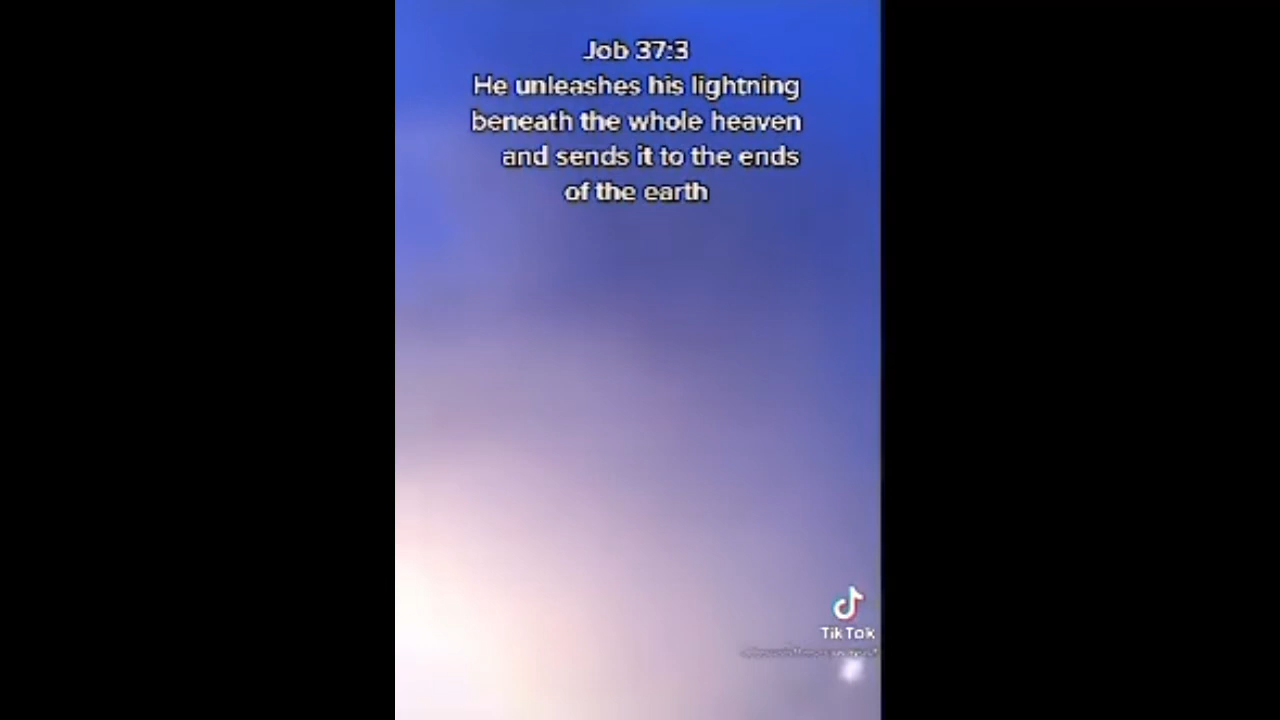 Job 37:3
He unleashes his lightning
beneath the whole heaven
and sends it to the ends
of the earth
TikTok